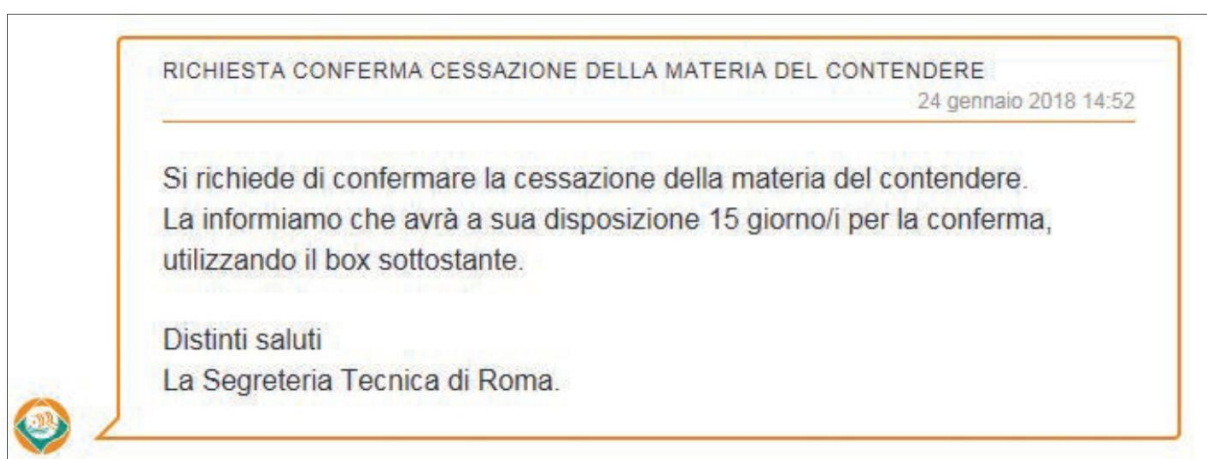 RICHIESTA CONFERMA CESSAZIONE DELLA MATERIA DEL CONTENDERE
24 gennaio 2018 14:52
Si richiede di confermare la cessazione della materia del contendere.
La informiamo che avrà a sua disposizione 15 giorno/i per la conferma,
utilizzando il box sottostante.
Distinti saluti
La Segreteria Tecnica di Roma.